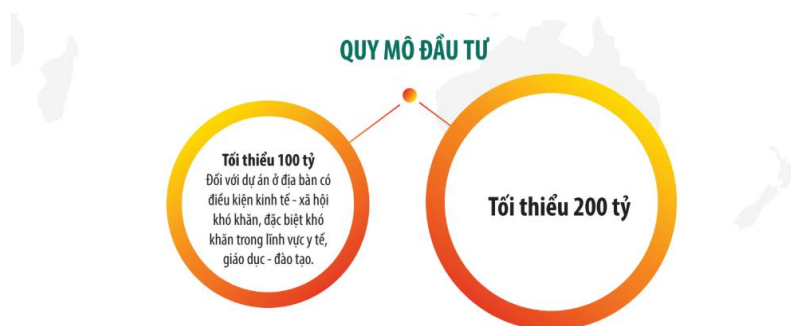 QUY MÔ ĐẦU TƯ
Tối thiểu 100 tỷ
Đối với dự án ở địa bàn có
điều kiện kinh tế - xã hội
khó khăn, đặc biệt khó
khăn trong lĩnh vực y tế,
giáo dục - đào tạo.
Tối thiểu 200 tỷ